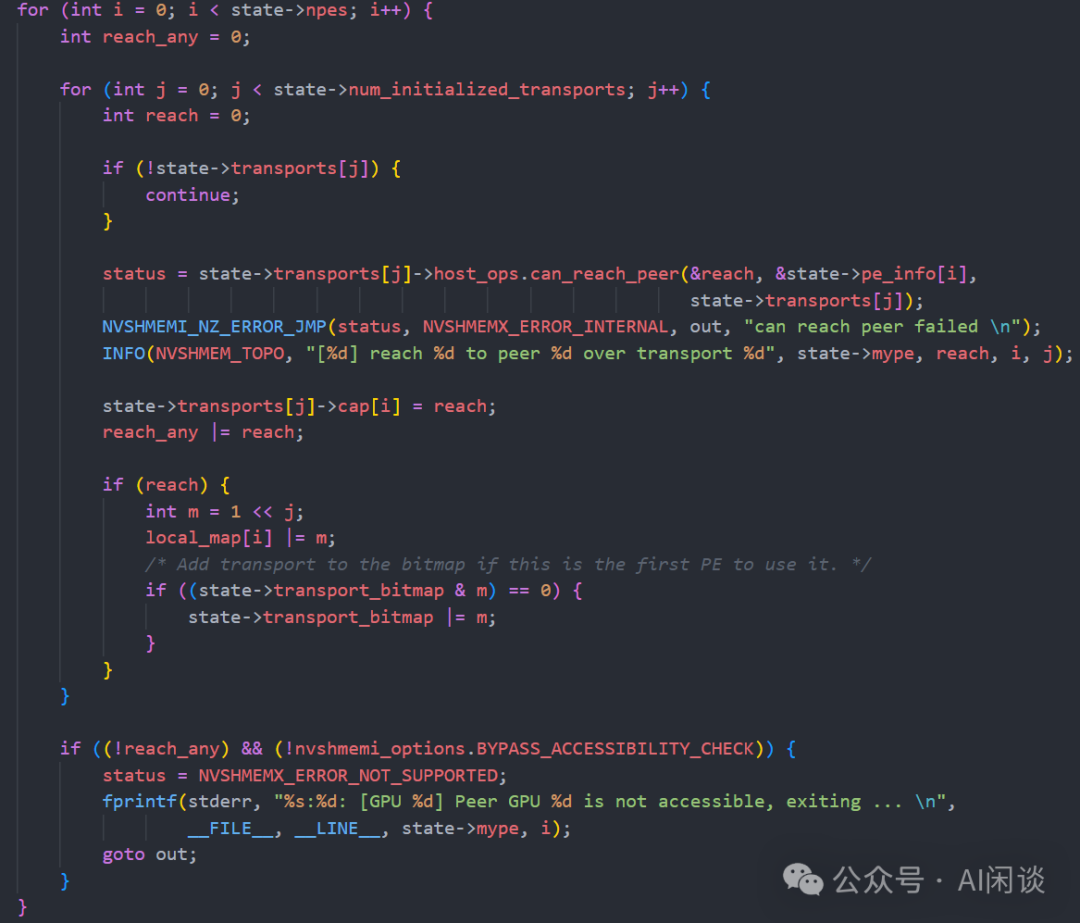 for (int i = 0; i < state->npes; i++) {
    int reach_any = 0;

    for (int j = 0; j < state->num_initialized_transports; j++) {
        int reach = 0;

        if (!state->transports[j]) {
            continue;
        }

        status = state->transports[j]->host_ops.can_reach_peer(&reach, &state->pe_info[i],
                                                               state->transports[j]);
        NVSHMEMI_NZ_ERROR_JMP(status, NVSHMEMX_ERROR_INTERNAL, out, "can reach peer failed \n");
        INFO(NVSHMEM_TOPO, "[%d] reach %d to peer %d over transport %d", state->mype, reach, i, j);

        state->transports[j]->cap[i] = reach;
        reach_any |= reach;

        if (reach) {
            int m = 1 << j;
            local_map[i] |= m;
            /* Add transport to the bitmap if this is the first PE to use it. */
            if ((state->transport_bitmap & m) == 0) {
                state->transport_bitmap |= m;
            }
        }
    }

    if ((!reach_any) && (!nvshmemi_options.BYPASS_ACCESSIBILITY_CHECK)) {
        status = NVSHMEMX_ERROR_NOT_SUPPORTED;
        fprintf(stderr, "%s:%d: [GPU %d] Peer GPU %d is not accessible, exiting ... \n",
                __FILE__, __LINE__, state->mype, i);
        goto out;
    }
}
公众号 · AI闲谈